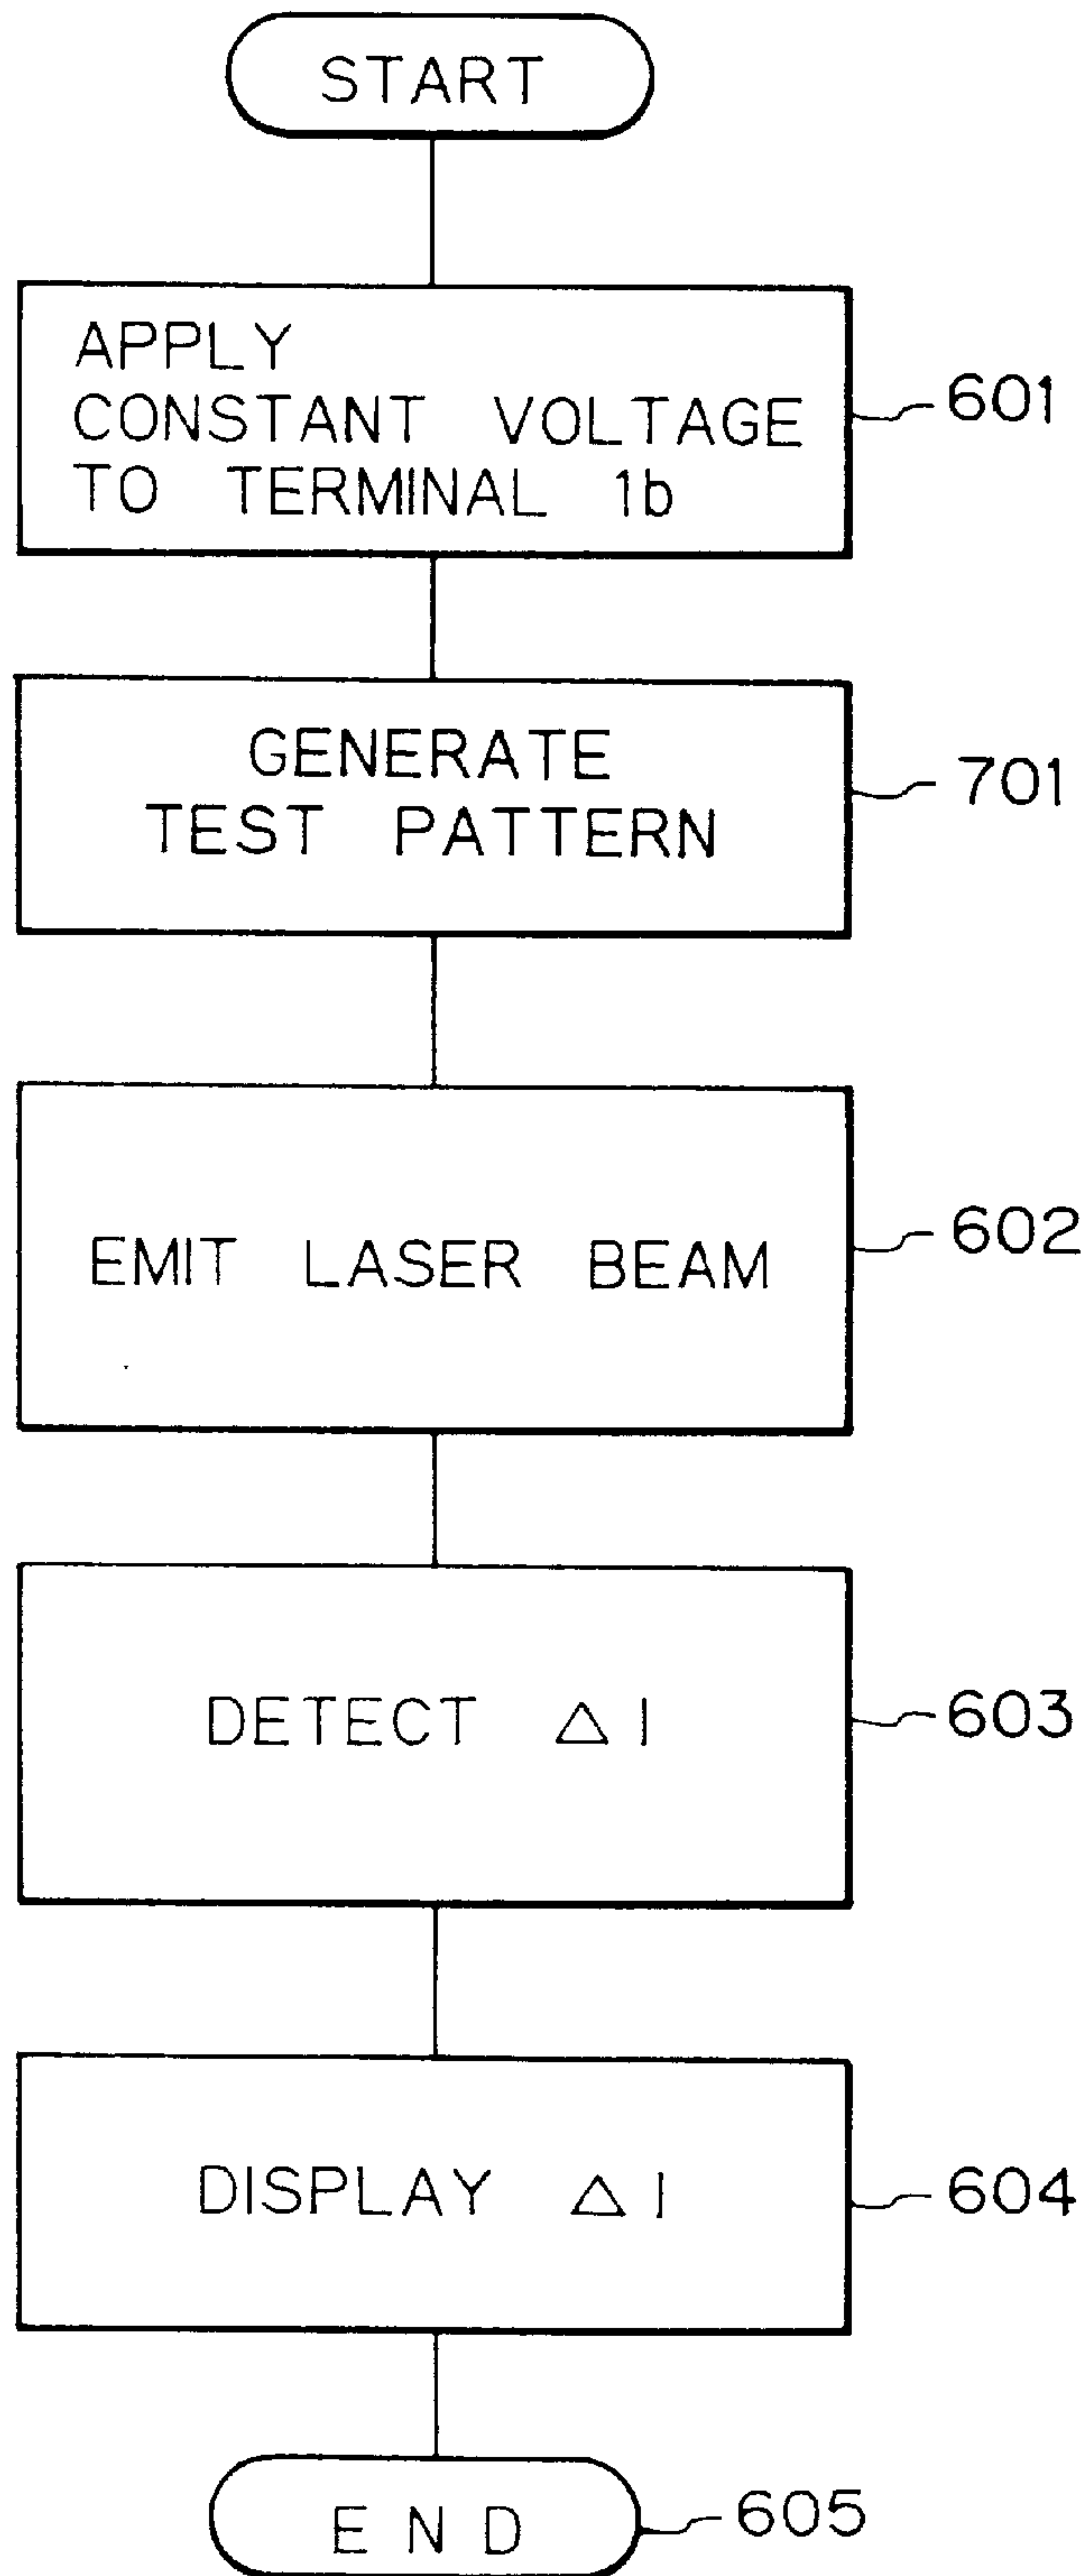 START
APPLY
CONSTANT VOLTAGE
TO TERMINAL 1b
601
GENERATE
TEST PATTERN
701
EMIT LASER BEAM
602
DETECT △I
603
DISPLAY △I
604
END
605